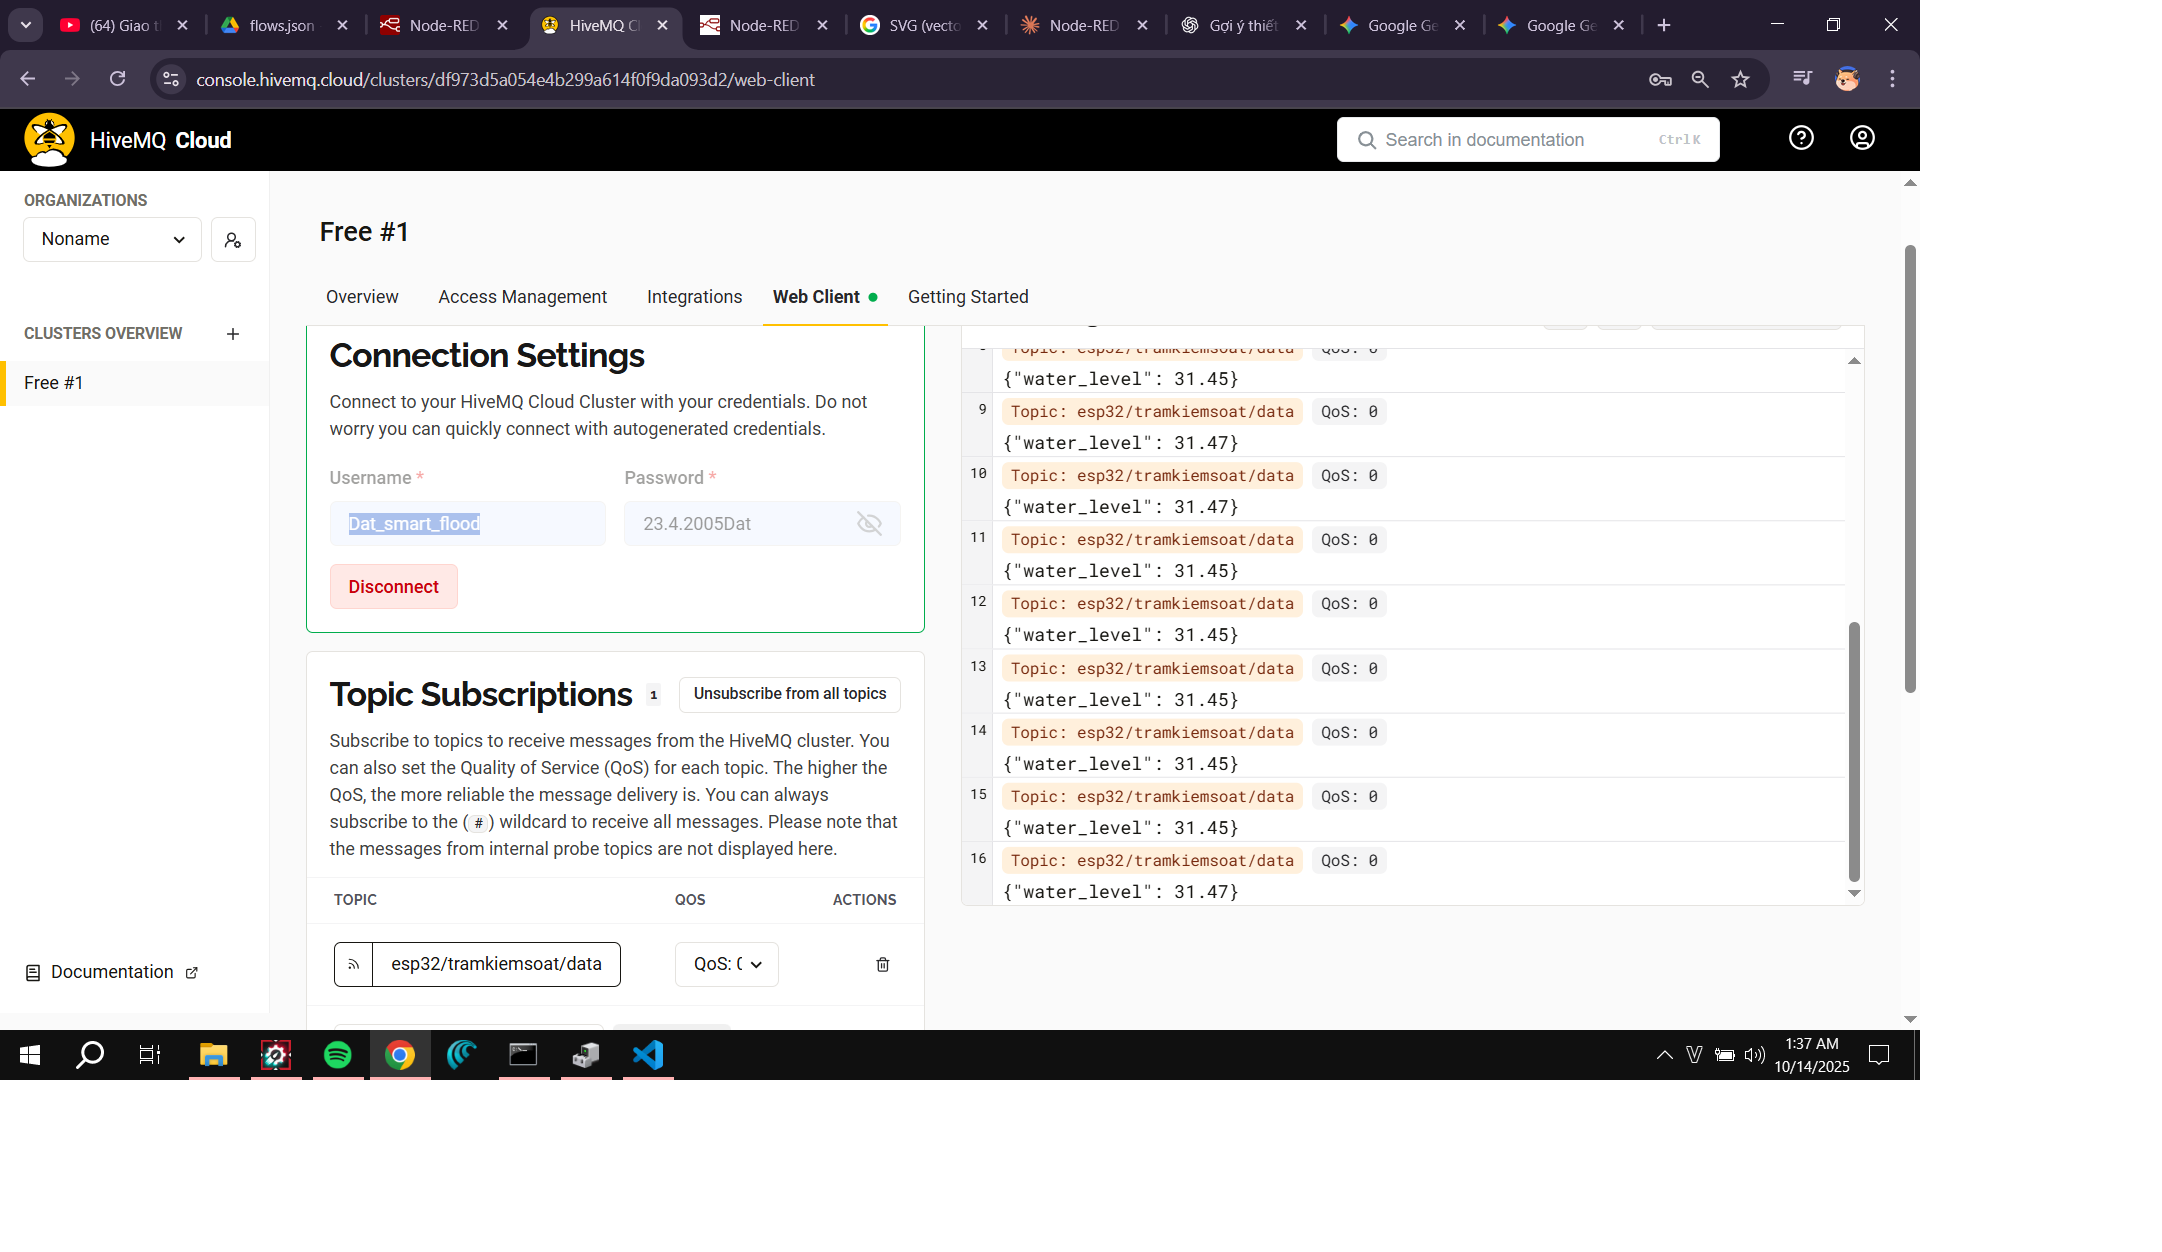 (64) Giao t
flows.json
Node-RED
HiveMQ C
Node-RED
SVG (vecto
Node-RED
Gợi ý thiết
Google Ge
Google Ge
console.hivemq.cloud/clusters/df973d5a054e4b299a614f0f9da093d2/web-client
HiveMQ Cloud
Search in documentation
Ctrl K
ORGANIZATIONS
Noname
CLUSTERS OVERVIEW
Free #1
Documentation
Free #1
Overview
Access Management
Integrations
Web Client
Getting Started
Connection Settings
Connect to your HiveMQ Cloud Cluster with your credentials. Do not
worry you can quickly connect with autogenerated credentials.
Username *
Password *
Dat_smart_flood
23.4.2005Dat
Disconnect
Topic Subscriptions 1
Unsubscribe from all topics
Subscribe to topics to receive messages from the HiveMQ cluster. You
can also set the Quality of Service (QoS) for each topic. The higher the
QoS, the more reliable the message delivery is. You can always
subscribe to the ( # ) wildcard to receive all messages. Please note that
the messages from internal probe topics are not displayed here.
TOPIC
QOS
ACTIONS
esp32/tramkiemsoat/data
QoS: 0
Topic: esp32/tramkiemsoat/data QoS: 0
{"water_level": 31.45}
9 Topic: esp32/tramkiemsoat/data QoS: 0
{"water_level": 31.47}
10 Topic: esp32/tramkiemsoat/data QoS: 0
{"water_level": 31.47}
11 Topic: esp32/tramkiemsoat/data QoS: 0
{"water_level": 31.45}
12 Topic: esp32/tramkiemsoat/data QoS: 0
{"water_level": 31.45}
13 Topic: esp32/tramkiemsoat/data QoS: 0
{"water_level": 31.45}
14 Topic: esp32/tramkiemsoat/data QoS: 0
{"water_level": 31.45}
15 Topic: esp32/tramkiemsoat/data QoS: 0
{"water_level": 31.45}
16 Topic: esp32/tramkiemsoat/data QoS: 0
{"water_level": 31.47}
1:37 AM
10/14/2025